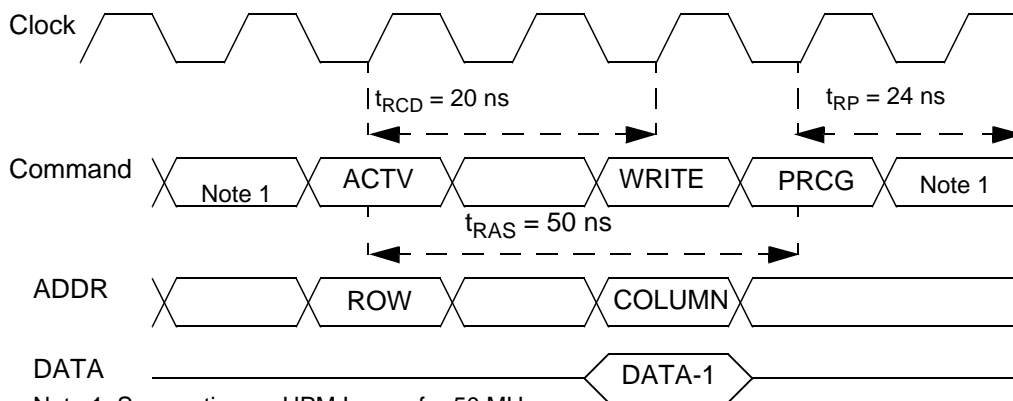 Clock
tRCD = 20 ns
tRP = 24 ns
Command
Note 1
ACTV
WRITE
PRCG
Note 1
tRAS = 50 ns
ADDR
ROW
COLUMN
DATA
DATA-1